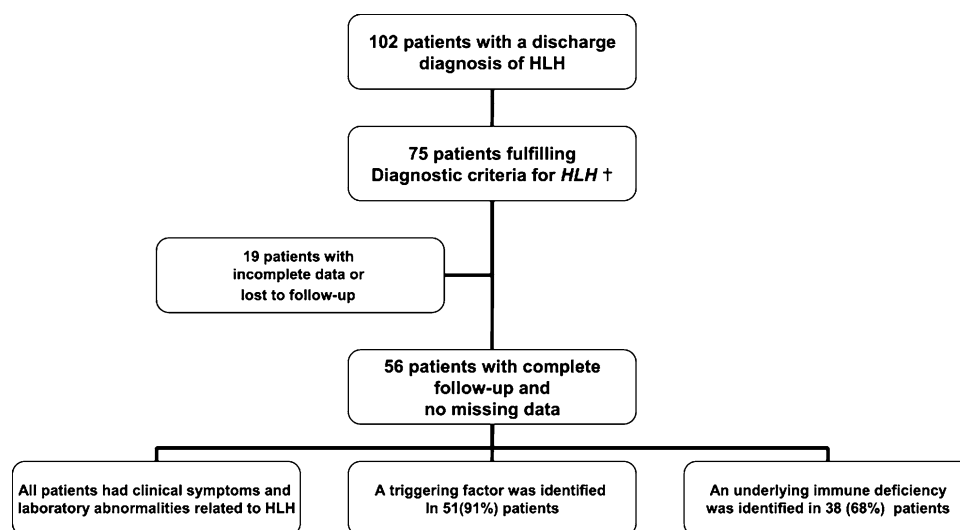 102 patients with a discharge
diagnosis of HLH
75 patients fulfilling
Diagnostic criteria for HLH †
19 patients with
incomplete data or
lost to follow-up
56 patients with complete
follow-up and
no missing data
All patients had clinical symptoms and
laboratory abnormalities related to HLH
A triggering factor was identified
In 51(91%) patients
An underlying immune deficiency
was identified in 38 (68%) patients